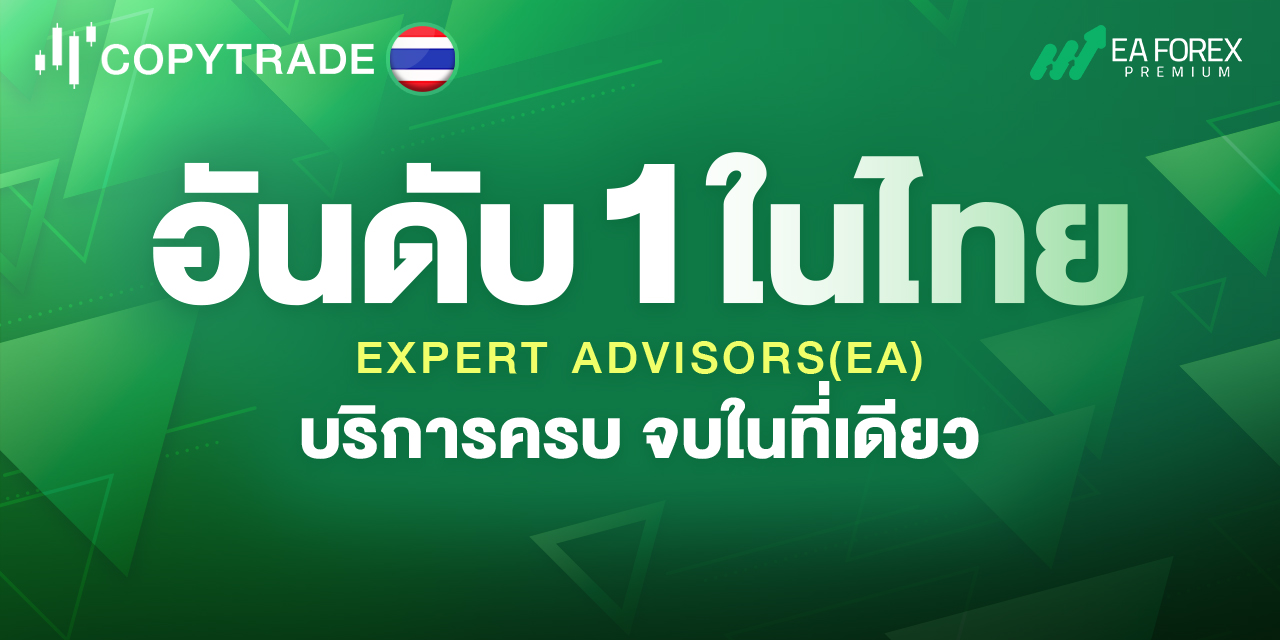 COPYTRADE
EA FOREX
PREMIUM
อันดับ 1 ในไทย
EXPERT ADVISORS(EA)
บริการครบ จบในที่เดียว